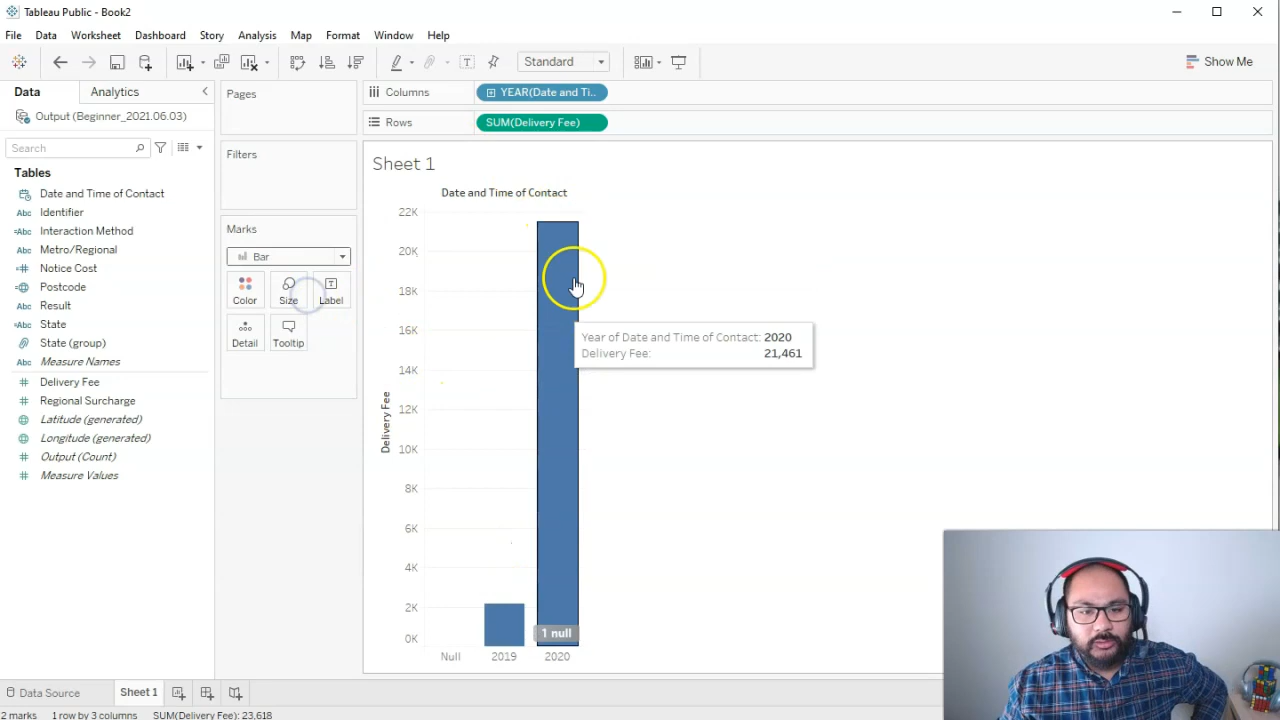 Tableau Public - Book2
File Data Worksheet Dashboard Story Analysis Map Format Window Help
Standard
Show Me
Data Analytics
Output (Beginner_2021.06.03)
Search
Tables
Date and Time of Contact
Abc Identifier
=Abc Interaction Method
Abc Metro/Regional
=# Notice Cost
Postcode
Abc Result
=Abc State
State (group)
Abc Measure Names
# Delivery Fee
# Regional Surcharge
Latitude (generated)
Longitude (generated)
# Output (Count)
# Measure Values
Pages
Filters
Marks
Bar
Color Size Label
Detail Tooltip
Columns YEAR(Date and Ti..
Rows SUM(Delivery Fee)
Sheet 1
Date and Time of Contact
22K
20K
18K
16K
14K
12K
10K
8K
6K
4K
2K
0K
Delivery Fee
Year of Date and Time of Contact: 2020
Delivery Fee: 21,461
1 null
Null 2019 2020
Data Source Sheet 1
2 marks 1 row by 3 columns SUM(Delivery Fee): 23,618